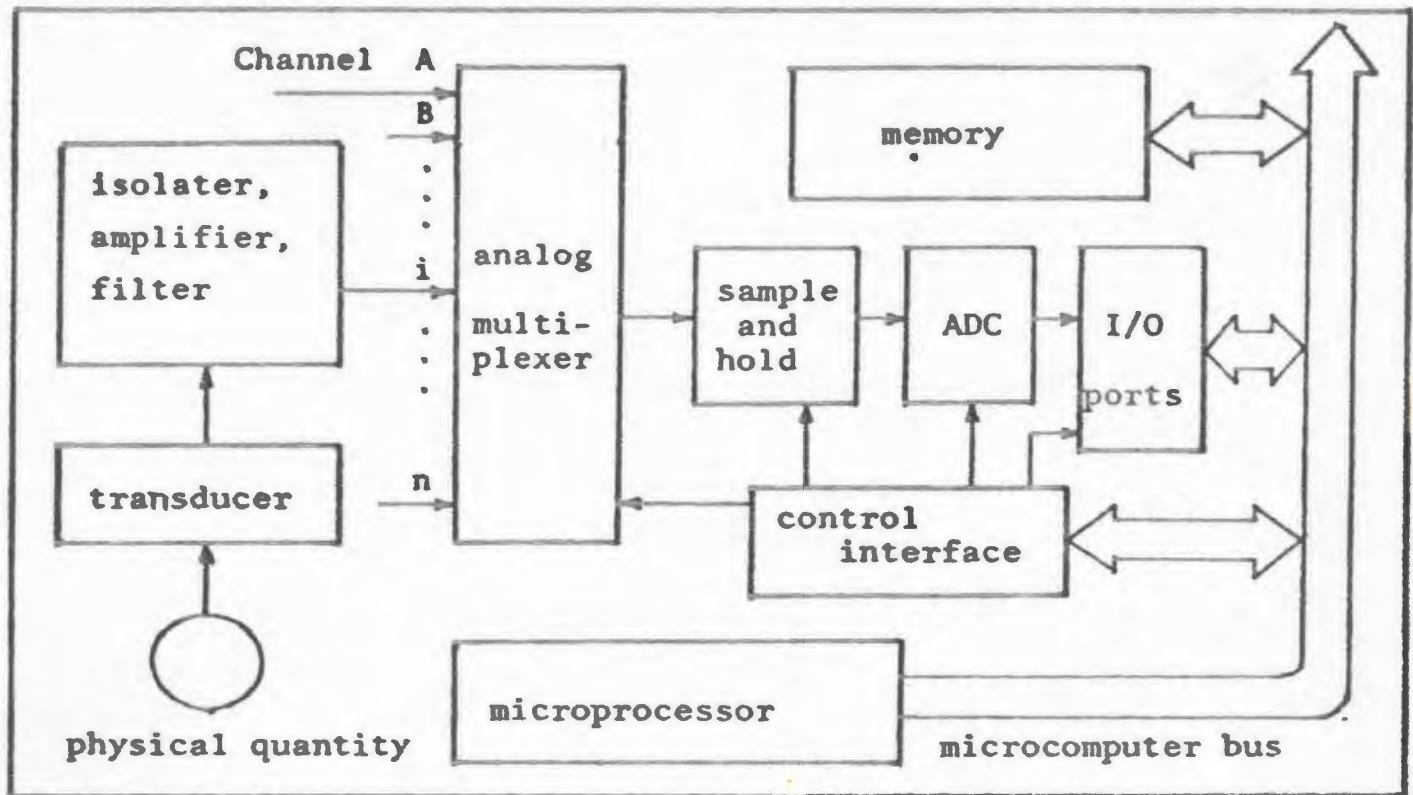 Channel A
B
memory
isolater,
amplifier,
filter
i
analog
multi-
plexer
sample
and
hold
ADC
I/O
ports
transducer
n
control
interface
microprocessor
physical quantity
microcomputer bus